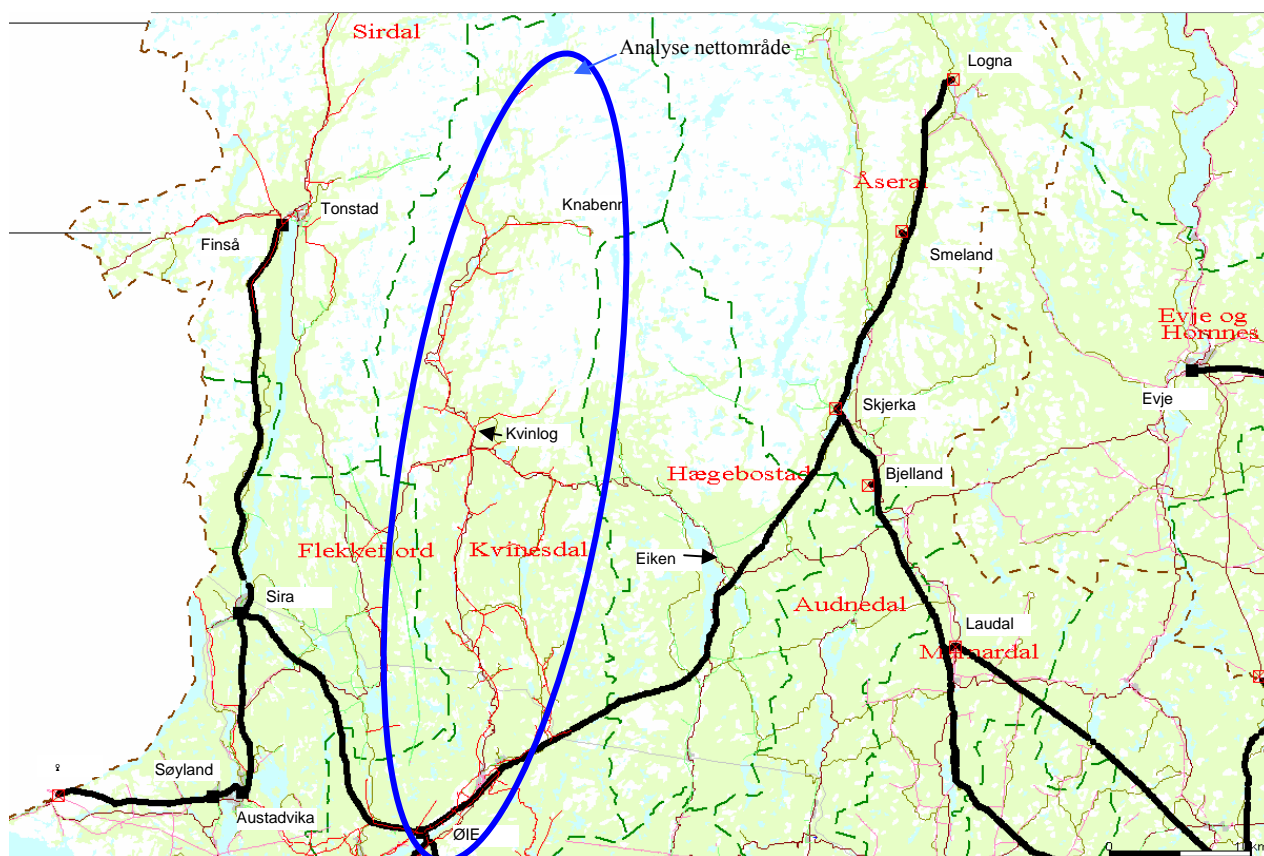 Sirdal
Analyse nettområde
Logna
Åseral
Knabenn
Tonstad
Finså
Smeland
Evje og
Hornnes
Evje
Skjerka
Kvinlog
Hægebostad
Bjelland
Flekkefjord
Kvinesdal
Eiken
Sira
Audnedal
Laudal
Marnardal
Søyland
Austadvika
ØIE
0